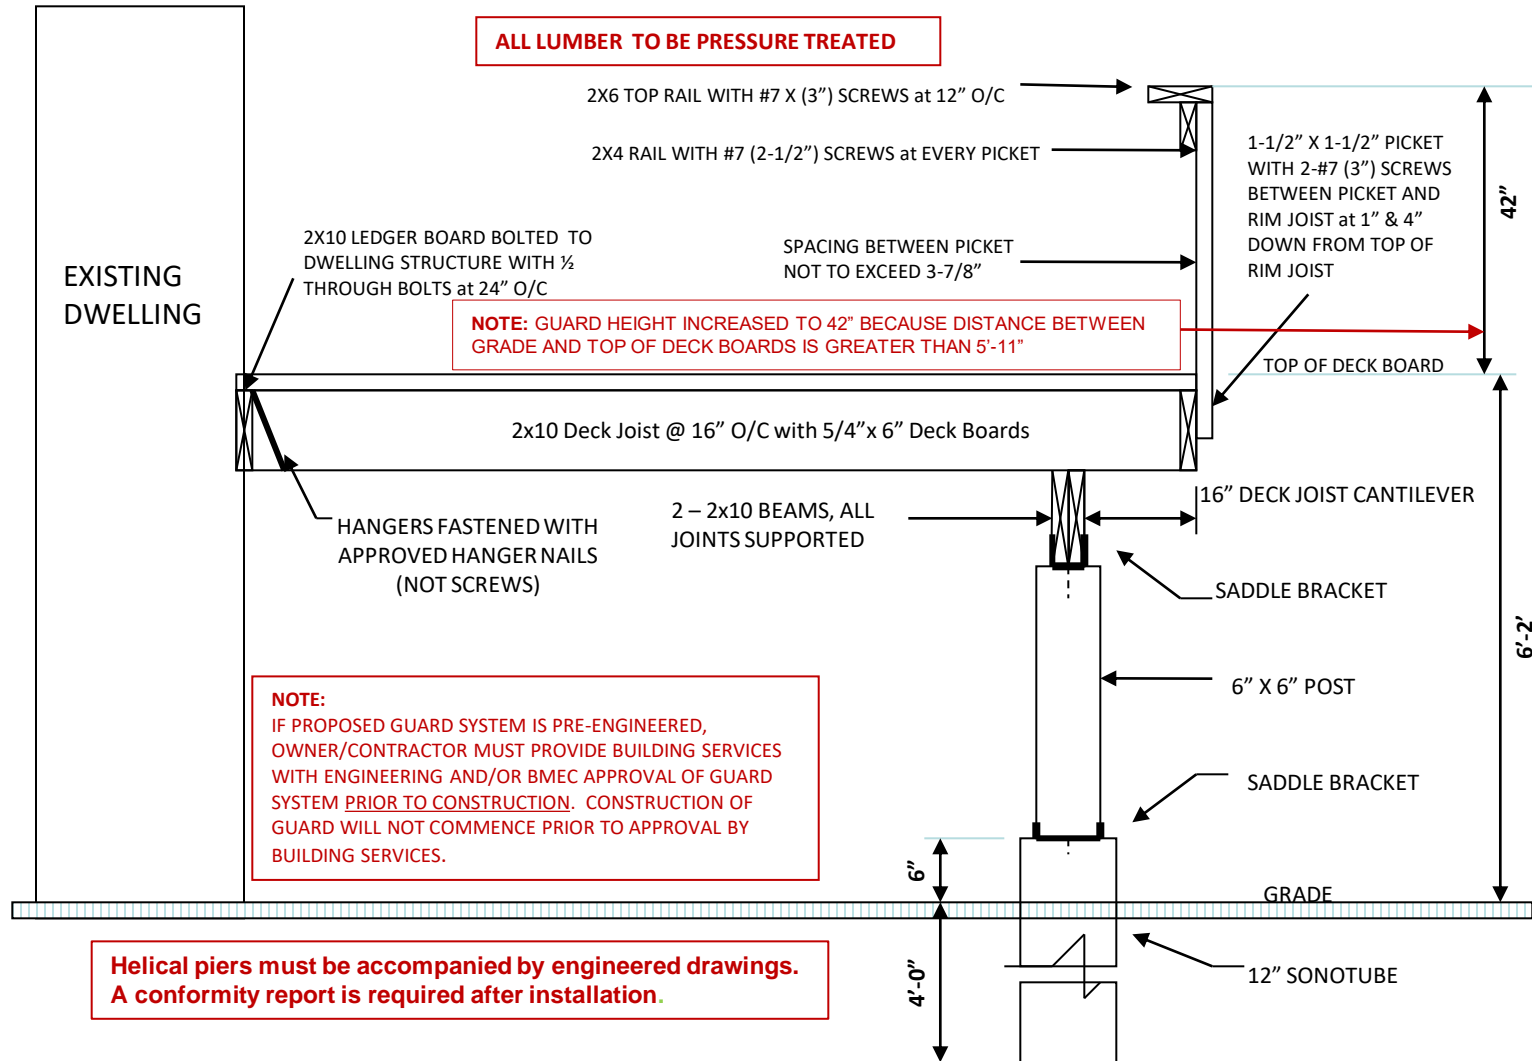 ALL LUMBER TO BE PRESSURE TREATED
2X6 TOP RAIL WITH #7 X (3”) SCREWS at 12” O/C
2X4 RAIL WITH #7 (2-1/2”) SCREWS at EVERY PICKET
1-1/2” X 1-1/2” PICKET
WITH 2-#7 (3”) SCREWS
BETWEEN PICKET AND
RIM JOIST at 1” & 4”
DOWN FROM TOP OF
RIM JOIST
42”
EXISTING
DWELLING
2X10 LEDGER BOARD BOLTED TO
DWELLING STRUCTURE WITH ½
THROUGH BOLTS at 24” O/C
SPACING BETWEEN PICKET
NOT TO EXCEED 3-7/8”
NOTE: GUARD HEIGHT INCREASED TO 42” BECAUSE DISTANCE BETWEEN
GRADE AND TOP OF DECK BOARDS IS GREATER THAN 5’-11”
TOP OF DECK BOARD
2x10 Deck Joist @ 16” O/C with 5/4”x 6” Deck Boards
16” DECK JOIST CANTILEVER
2 – 2x10 BEAMS, ALL
JOINTS SUPPORTED
HANGERS FASTENED WITH
APPROVED HANGER NAILS
(NOT SCREWS)
SADDLE BRACKET
6’-2’
6” X 6” POST
NOTE:
IF PROPOSED GUARD SYSTEM IS PRE-ENGINEERED,
OWNER/CONTRACTOR MUST PROVIDE BUILDING SERVICES
WITH ENGINEERING AND/OR BMEC APPROVAL OF GUARD
SYSTEM PRIOR TO CONSTRUCTION. CONSTRUCTION OF
GUARD WILL NOT COMMENCE PRIOR TO APPROVAL BY
BUILDING SERVICES.
SADDLE BRACKET
6”
GRADE
Helical piers must be accompanied by engineered drawings.
A conformity report is required after installation.
4’-0”
12” SONOTUBE